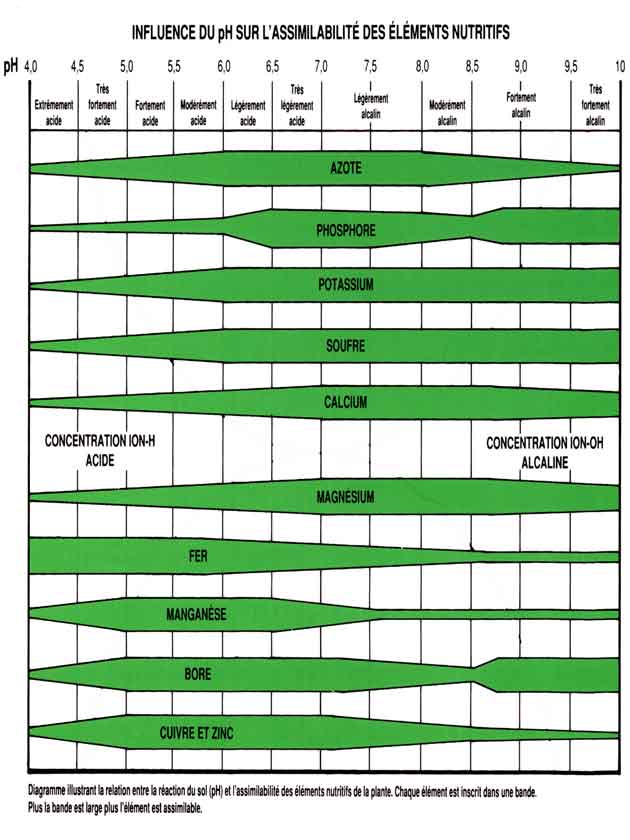 INFLUENCE DU pH SUR L'ASSIMILABILITÉ DES ÉLÉMENTS NUTRITIFS
pH 4,0 4,5 5,0 5,5 6,0 6,5 7,0 7,5 8,0 8,5 9,0 9,5 10
Extrêmement acide
Très fortement acide
Fortement acide
Modérément acide
Légèrement acide
Très légèrement acide
Légèrement alcalin
Modérément alcalin
Fortement alcalin
Très fortement alcalin
AZOTE
PHOSPHORE
POTASSIUM
SOUFRE
CALCIUM
CONCENTRATION ION-H
ACIDE
CONCENTRATION ION-OH
ALCALINE
MAGNÉSIUM
FER
MANGANÈSE
BORE
CUIVRE ET ZINC
Diagramme illustrant la relation entre la réaction du sol (pH) et l'assimilabilité des éléments nutritifs de la plante. Chaque élément est inscrit dans une bande.
Plus la bande est large plus l'élément est assimilable.